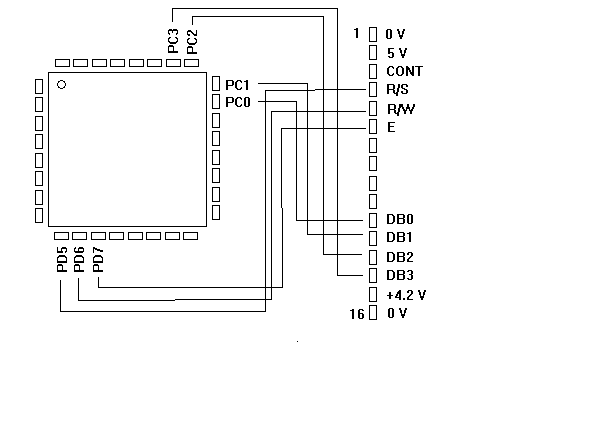 PC3
PC2
PC1
PC0
PD5
PD6
PD7
1 0 V
5 V
CONT
R/S
R/W
E
DB0
DB1
DB2
DB3
+4.2 V
16 0 V